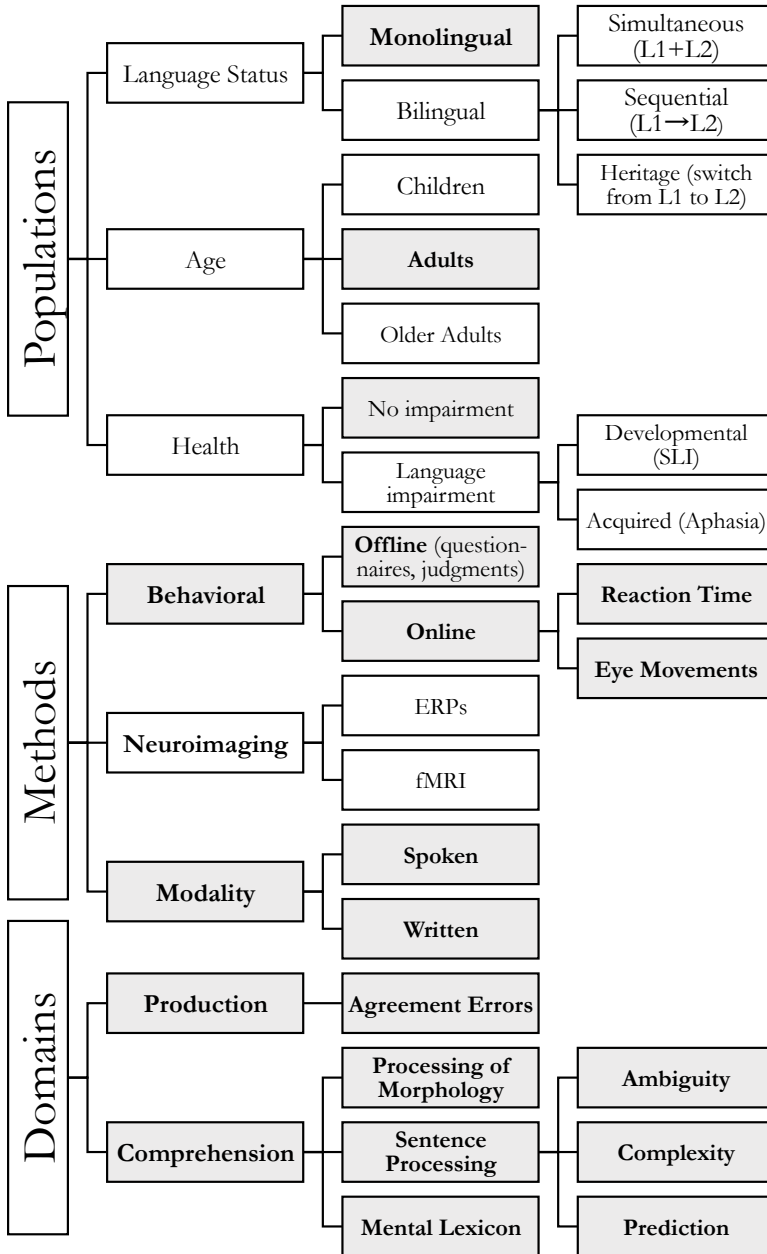 Populations
Language Status
Monolingual
Bilingual
Simultaneous
(L1+L2)
Sequential
(L1→L2)
Heritage (switch
from L1 to L2)
Age
Children
Adults
Older Adults
Health
No impairment
Language
impairment
Developmental
(SLI)
Acquired (Aphasia)
Methods
Behavioral
Offline (question-
naires, judgments)
Online
Reaction Time
Eye Movements
Neuroimaging
ERPs
fMRI
Modality
Spoken
Written
Domains
Production
Agreement Errors
Comprehension
Processing of
Morphology
Sentence
Processing
Mental Lexicon
Ambiguity
Complexity
Prediction